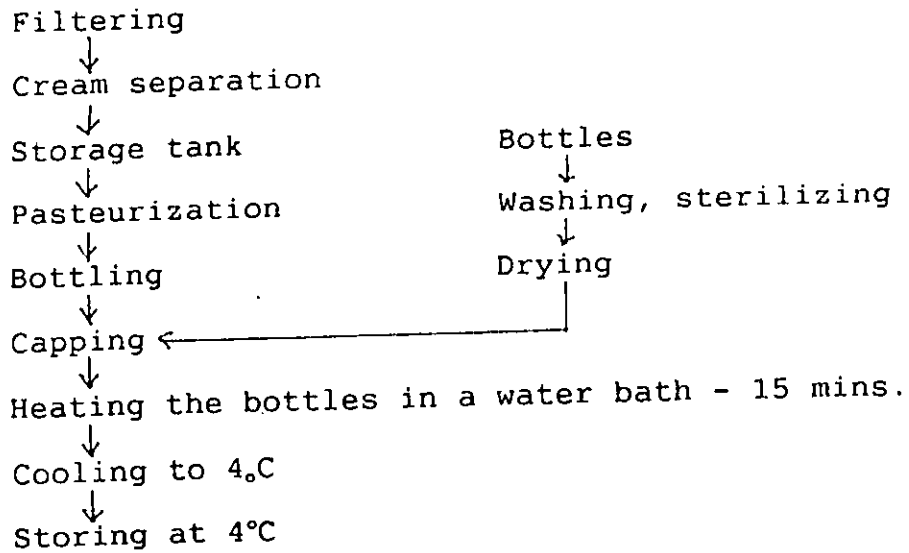 Filtering
Cream separation
Storage tank
Pasteurization
Bottling
Capping
Heating the bottles in a water bath - 15 mins.
Cooling to 4oC
Storing at 4°C
Bottles
Washing, sterilizing
Drying